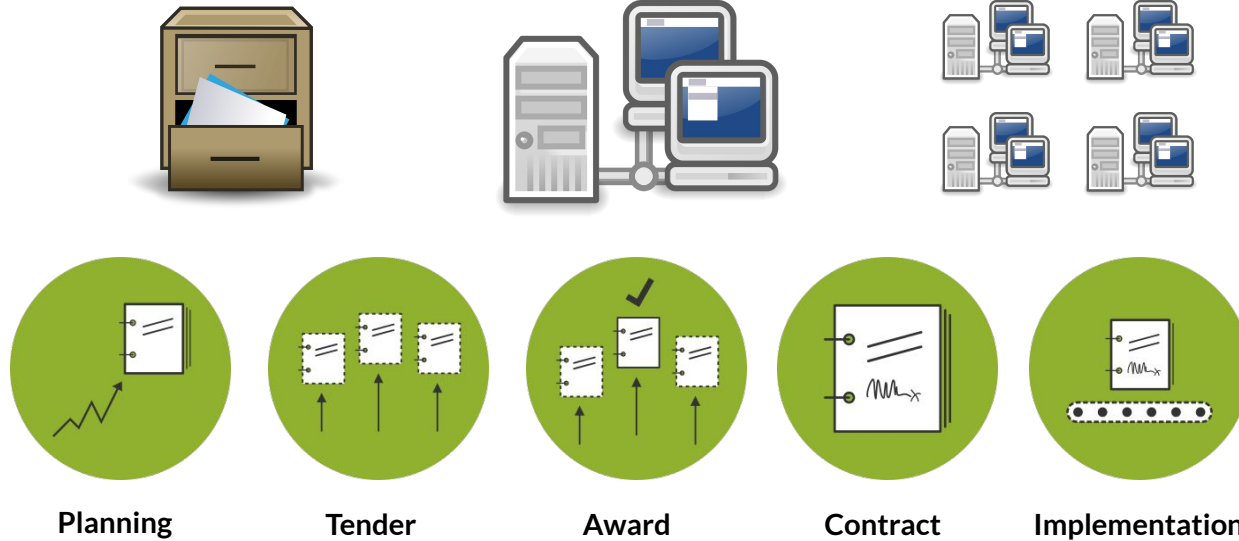 Planning
Tender
Award
Contract
Implementation